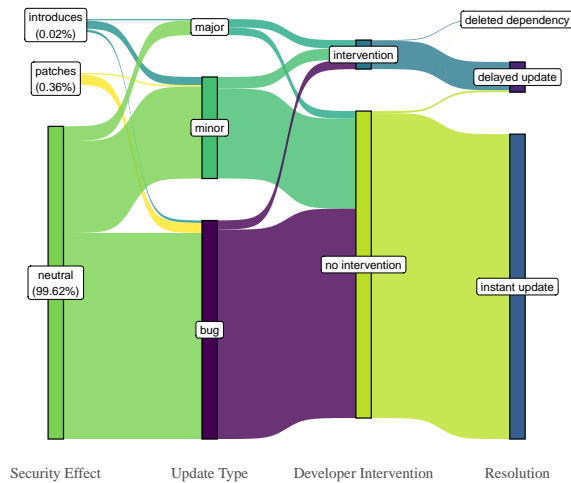 introduces
(0.02%)
patches
(0.36%)
neutral
(99.62%)
major
minor
bug
intervention
no intervention
deleted dependency
delayed update
instant update
Security Effect
Update Type
Developer Intervention
Resolution